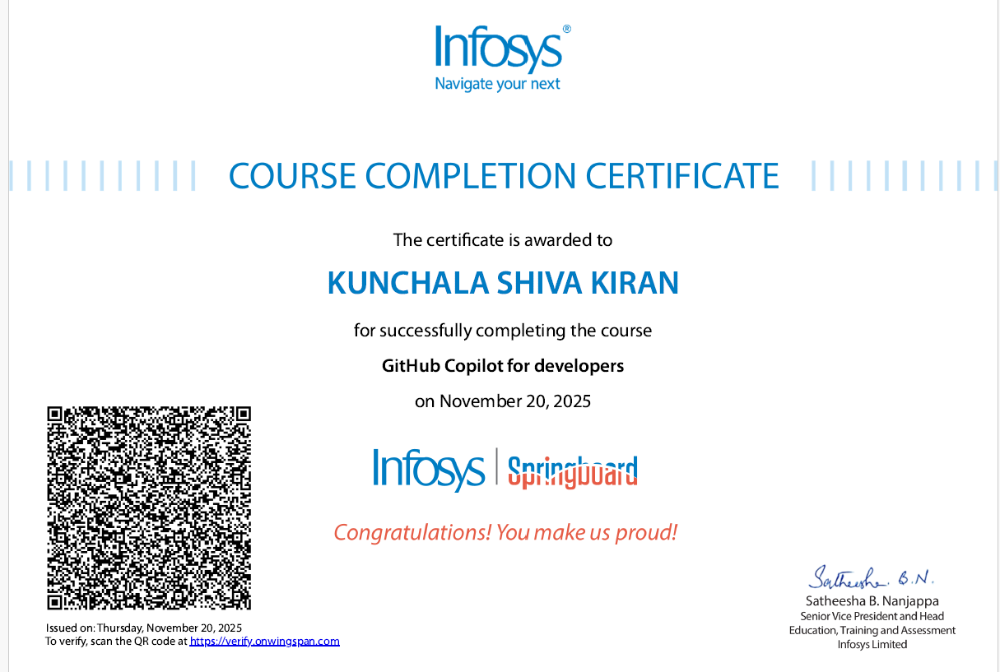 Infosys®
Navigate your next
COURSE COMPLETION CERTIFICATE
The certificate is awarded to
KUNCHALA SHIVA KIRAN
for successfully completing the course
GitHub Copilot for developers
on November 20, 2025
Infosys | Springboard
Congratulations! You make us proud!
Satheesha. B.N.
Satheesha B. Nanjappa
Senior Vice President and Head
Education, Training and Assessment
Infosys Limited
Issued on: Thursday, November 20, 2025
To verify, scan the QR code at https://verify.onwingspan.com